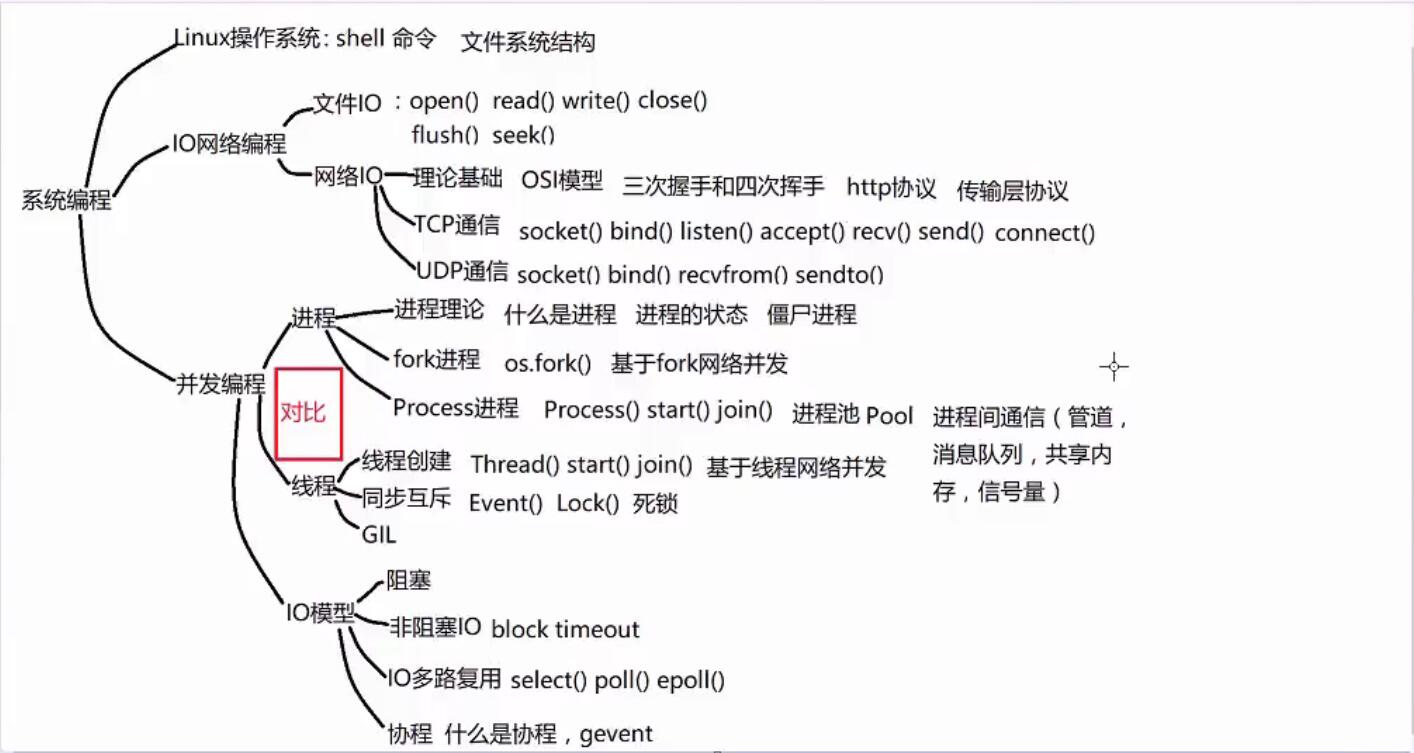 Linux操作系统：shell 命令 文件系统结构
文件IO ：open() read() write() close()
IO网络编程
flush() seek()
网络IO 理论基础 OSI模型 三次握手和四次挥手 http协议 传输层协议
系统编程
TCP通信 socket() bind() listen() accept() recv() send() connect()
UDP通信 socket() bind() recvfrom() sendto()
进程 进程理论 什么是进程 进程的状态 僵尸进程
fork进程 os.fork() 基于fork网络并发
并发编程
对比
Process进程 Process() start() join() 进程池 Pool 进程间通信（管道，
消息队列，共享内
存，信号量）
线程创建 Thread() start() join() 基于线程网络并发
线程
同步互斥 Event() Lock() 死锁
GIL
阻塞
IO模型
非阻塞IO block timeout
IO多路复用 select() poll() epoll()
协程 什么是协程，gevent